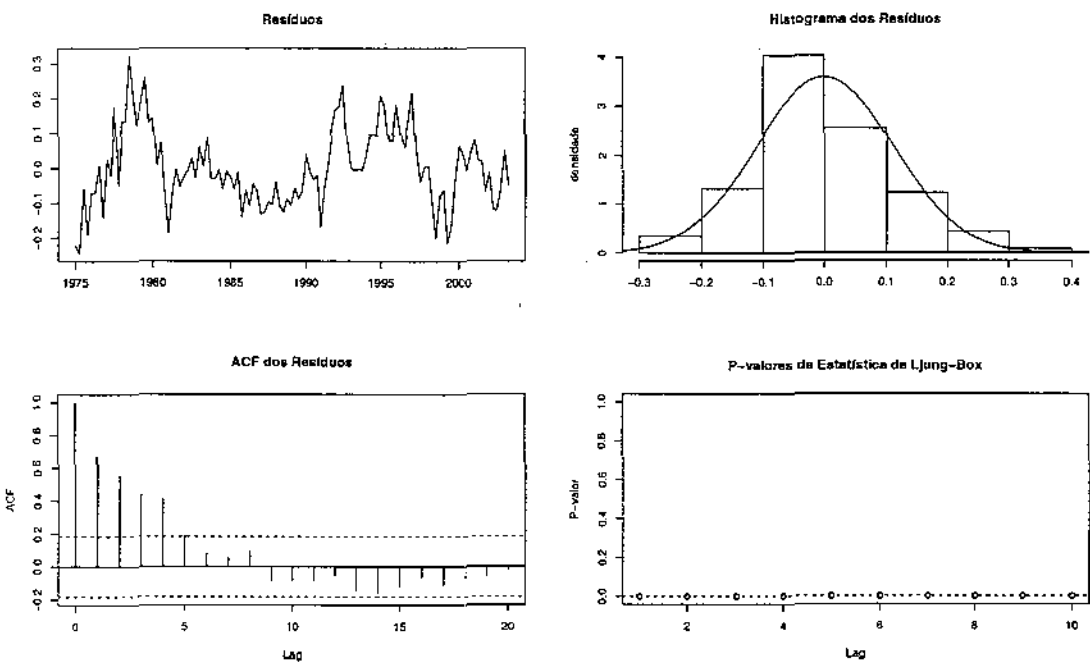 Resíduos
0.3
0.2
0.1
0.0
-0.1
-0.2
1975 1980 1985 1990 1995 2000
Histograma dos Resíduos
densidade
4
3
2
1
0
-0.3 -0.2 -0.1 0.0 0.1 0.2 0.3 0.4
ACF dos Resíduos
ACF
1.0
0.8
0.6
0.4
0.2
0.0
-0.2
0 5 10 15 20
Lag
P-valores da Estatística de Ljung-Box
P-valor
1.0
0.8
0.6
0.4
0.2
0.0
2 4 6 8 10
Lag